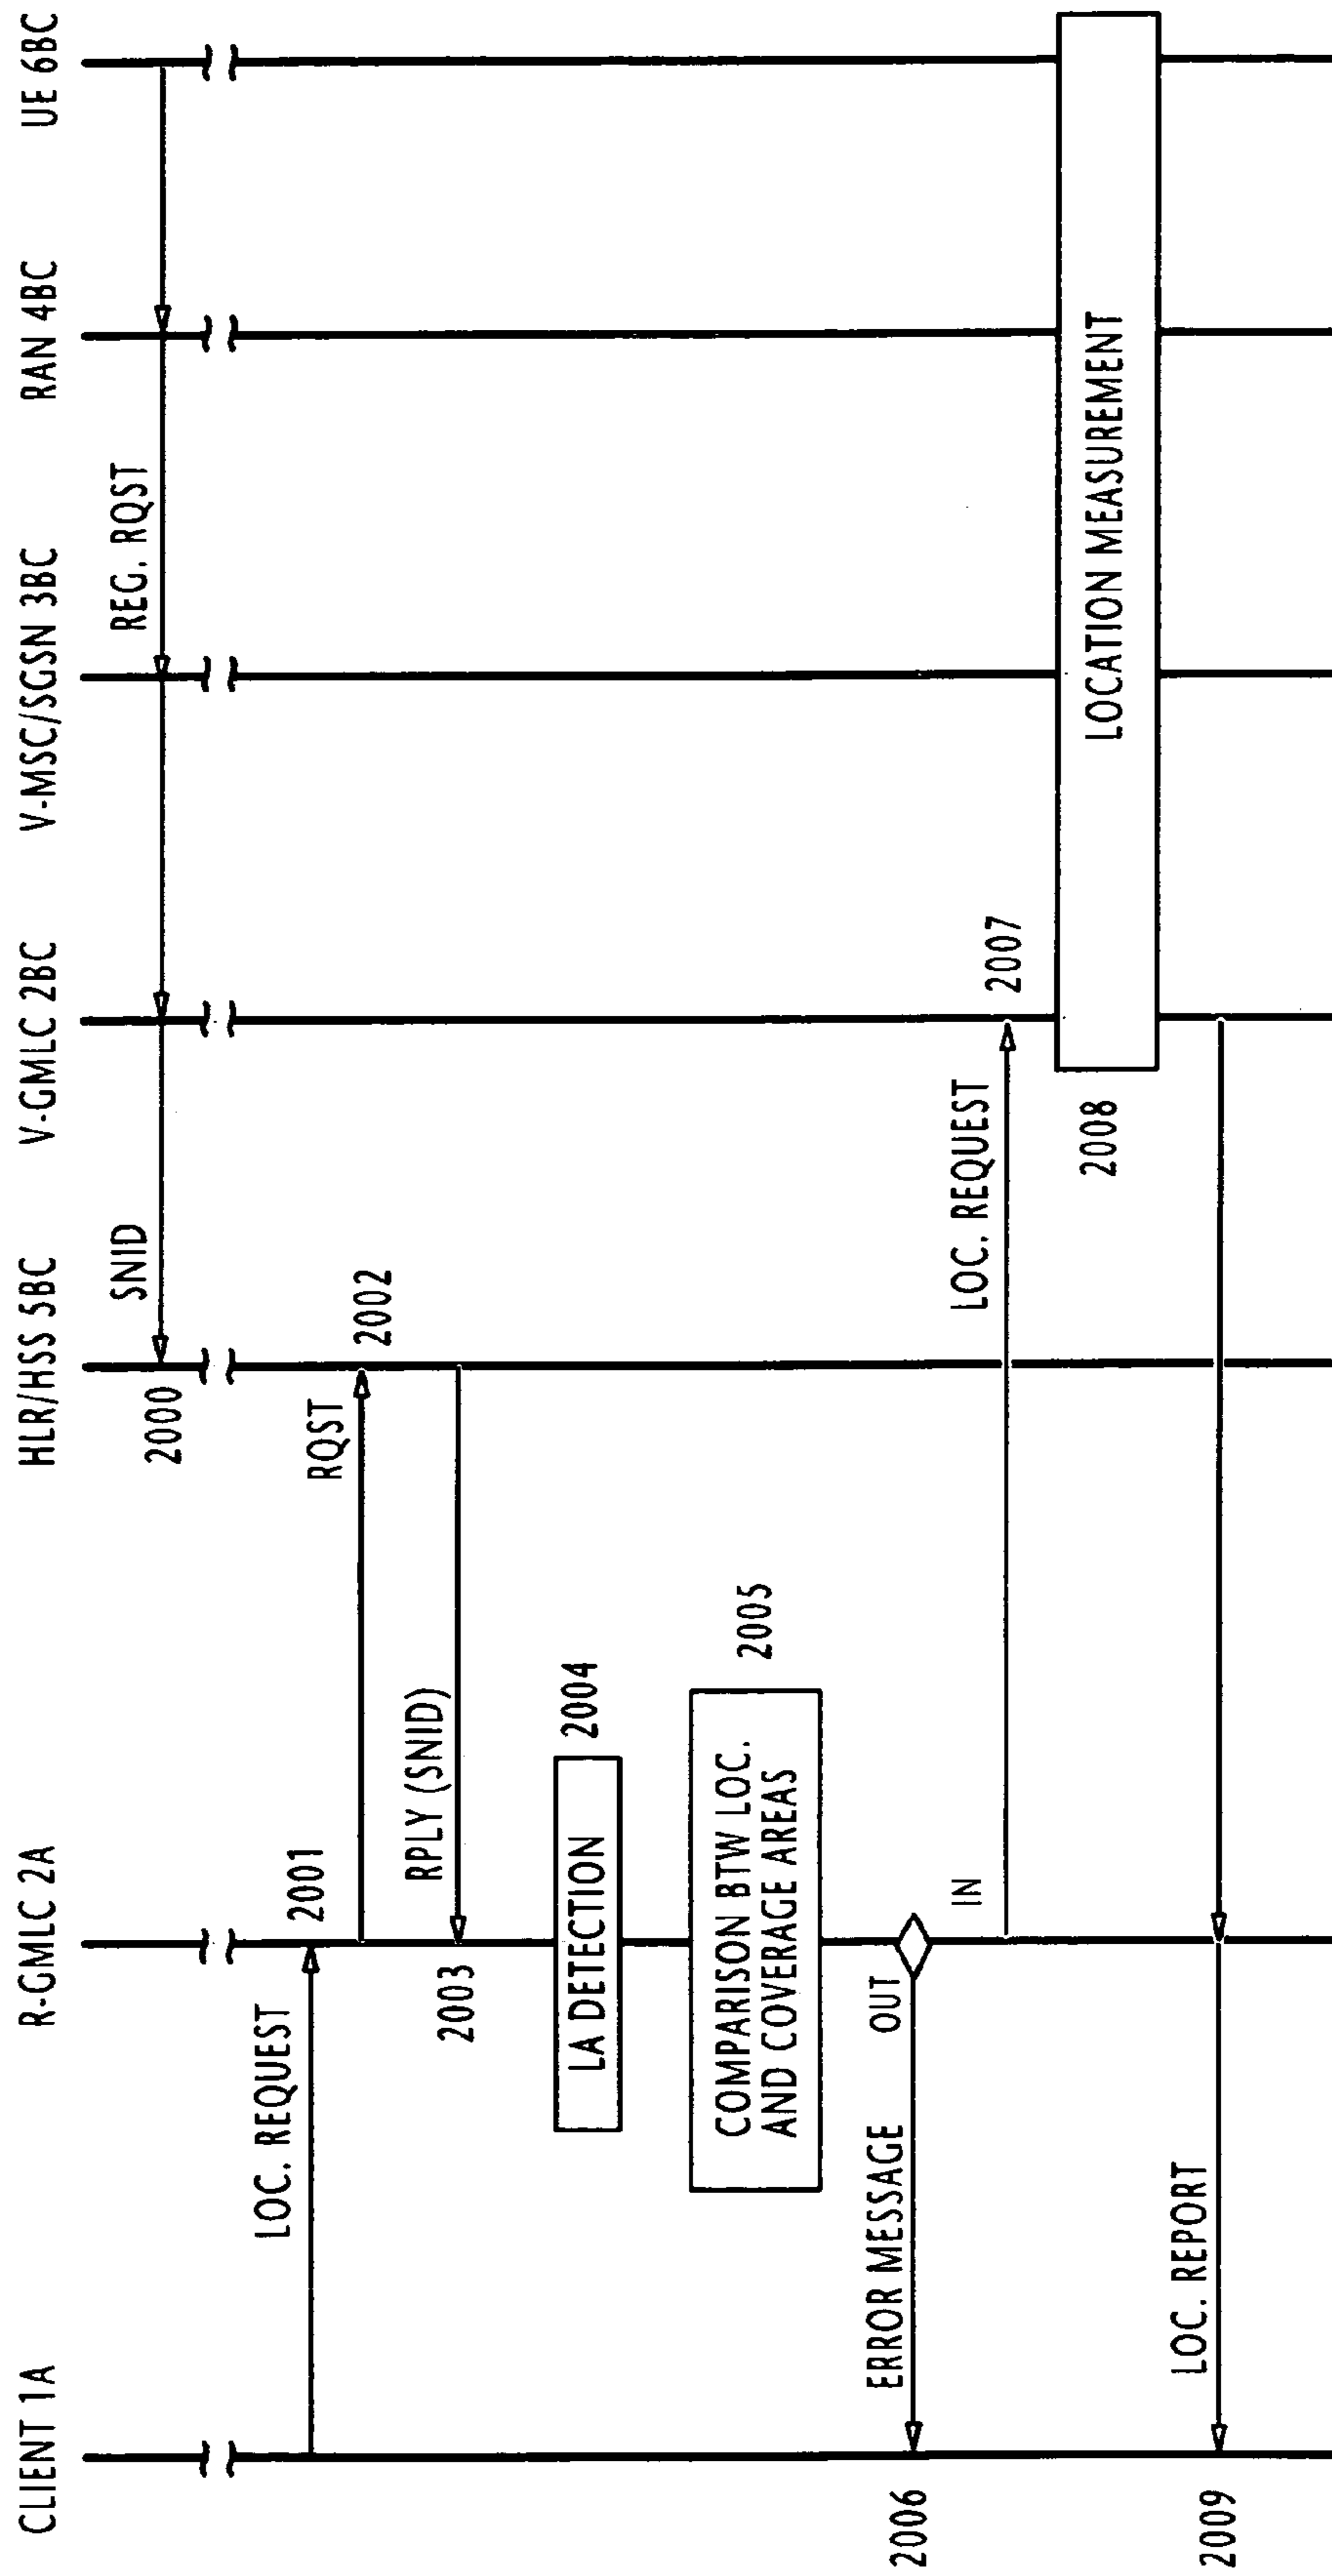 CLIENT 1A
R-GMLC 2A
HLR/HSS 5BC
V-GMLC 2BC
V-MSC/SGSN 3BC
RAN 4BC
UE 6BC
2000
SNID
REG. RQST
LOC. REQUEST
2001
RQST
2002
2003
RPLY (SNID)
LA DETECTION
2004
COMPARISON BTW LOC.
AND COVERAGE AREAS
2005
2006
ERROR MESSAGE
OUT
IN
LOC. REQUEST
2007
2008
LOCATION MEASUREMENT
2009
LOC. REPORT